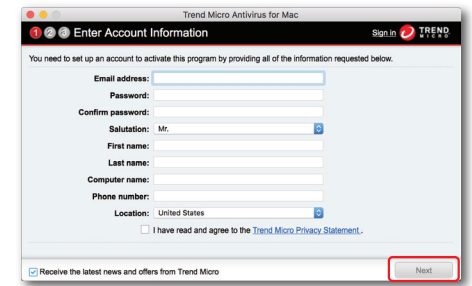 Trend Micro Antivirus for Mac
1 2 3 Enter Account Information
Sign in TREND MICRO
You need to set up an account to activate this program by providing all of the information requested below.
Email address:
Password:
Confirm password:
Salutation: Mr.
First name:
Last name:
Computer name:
Phone number:
Location: United States
I have read and agree to the Trend Micro Privacy Statement .
Receive the latest news and offers from Trend Micro
Next